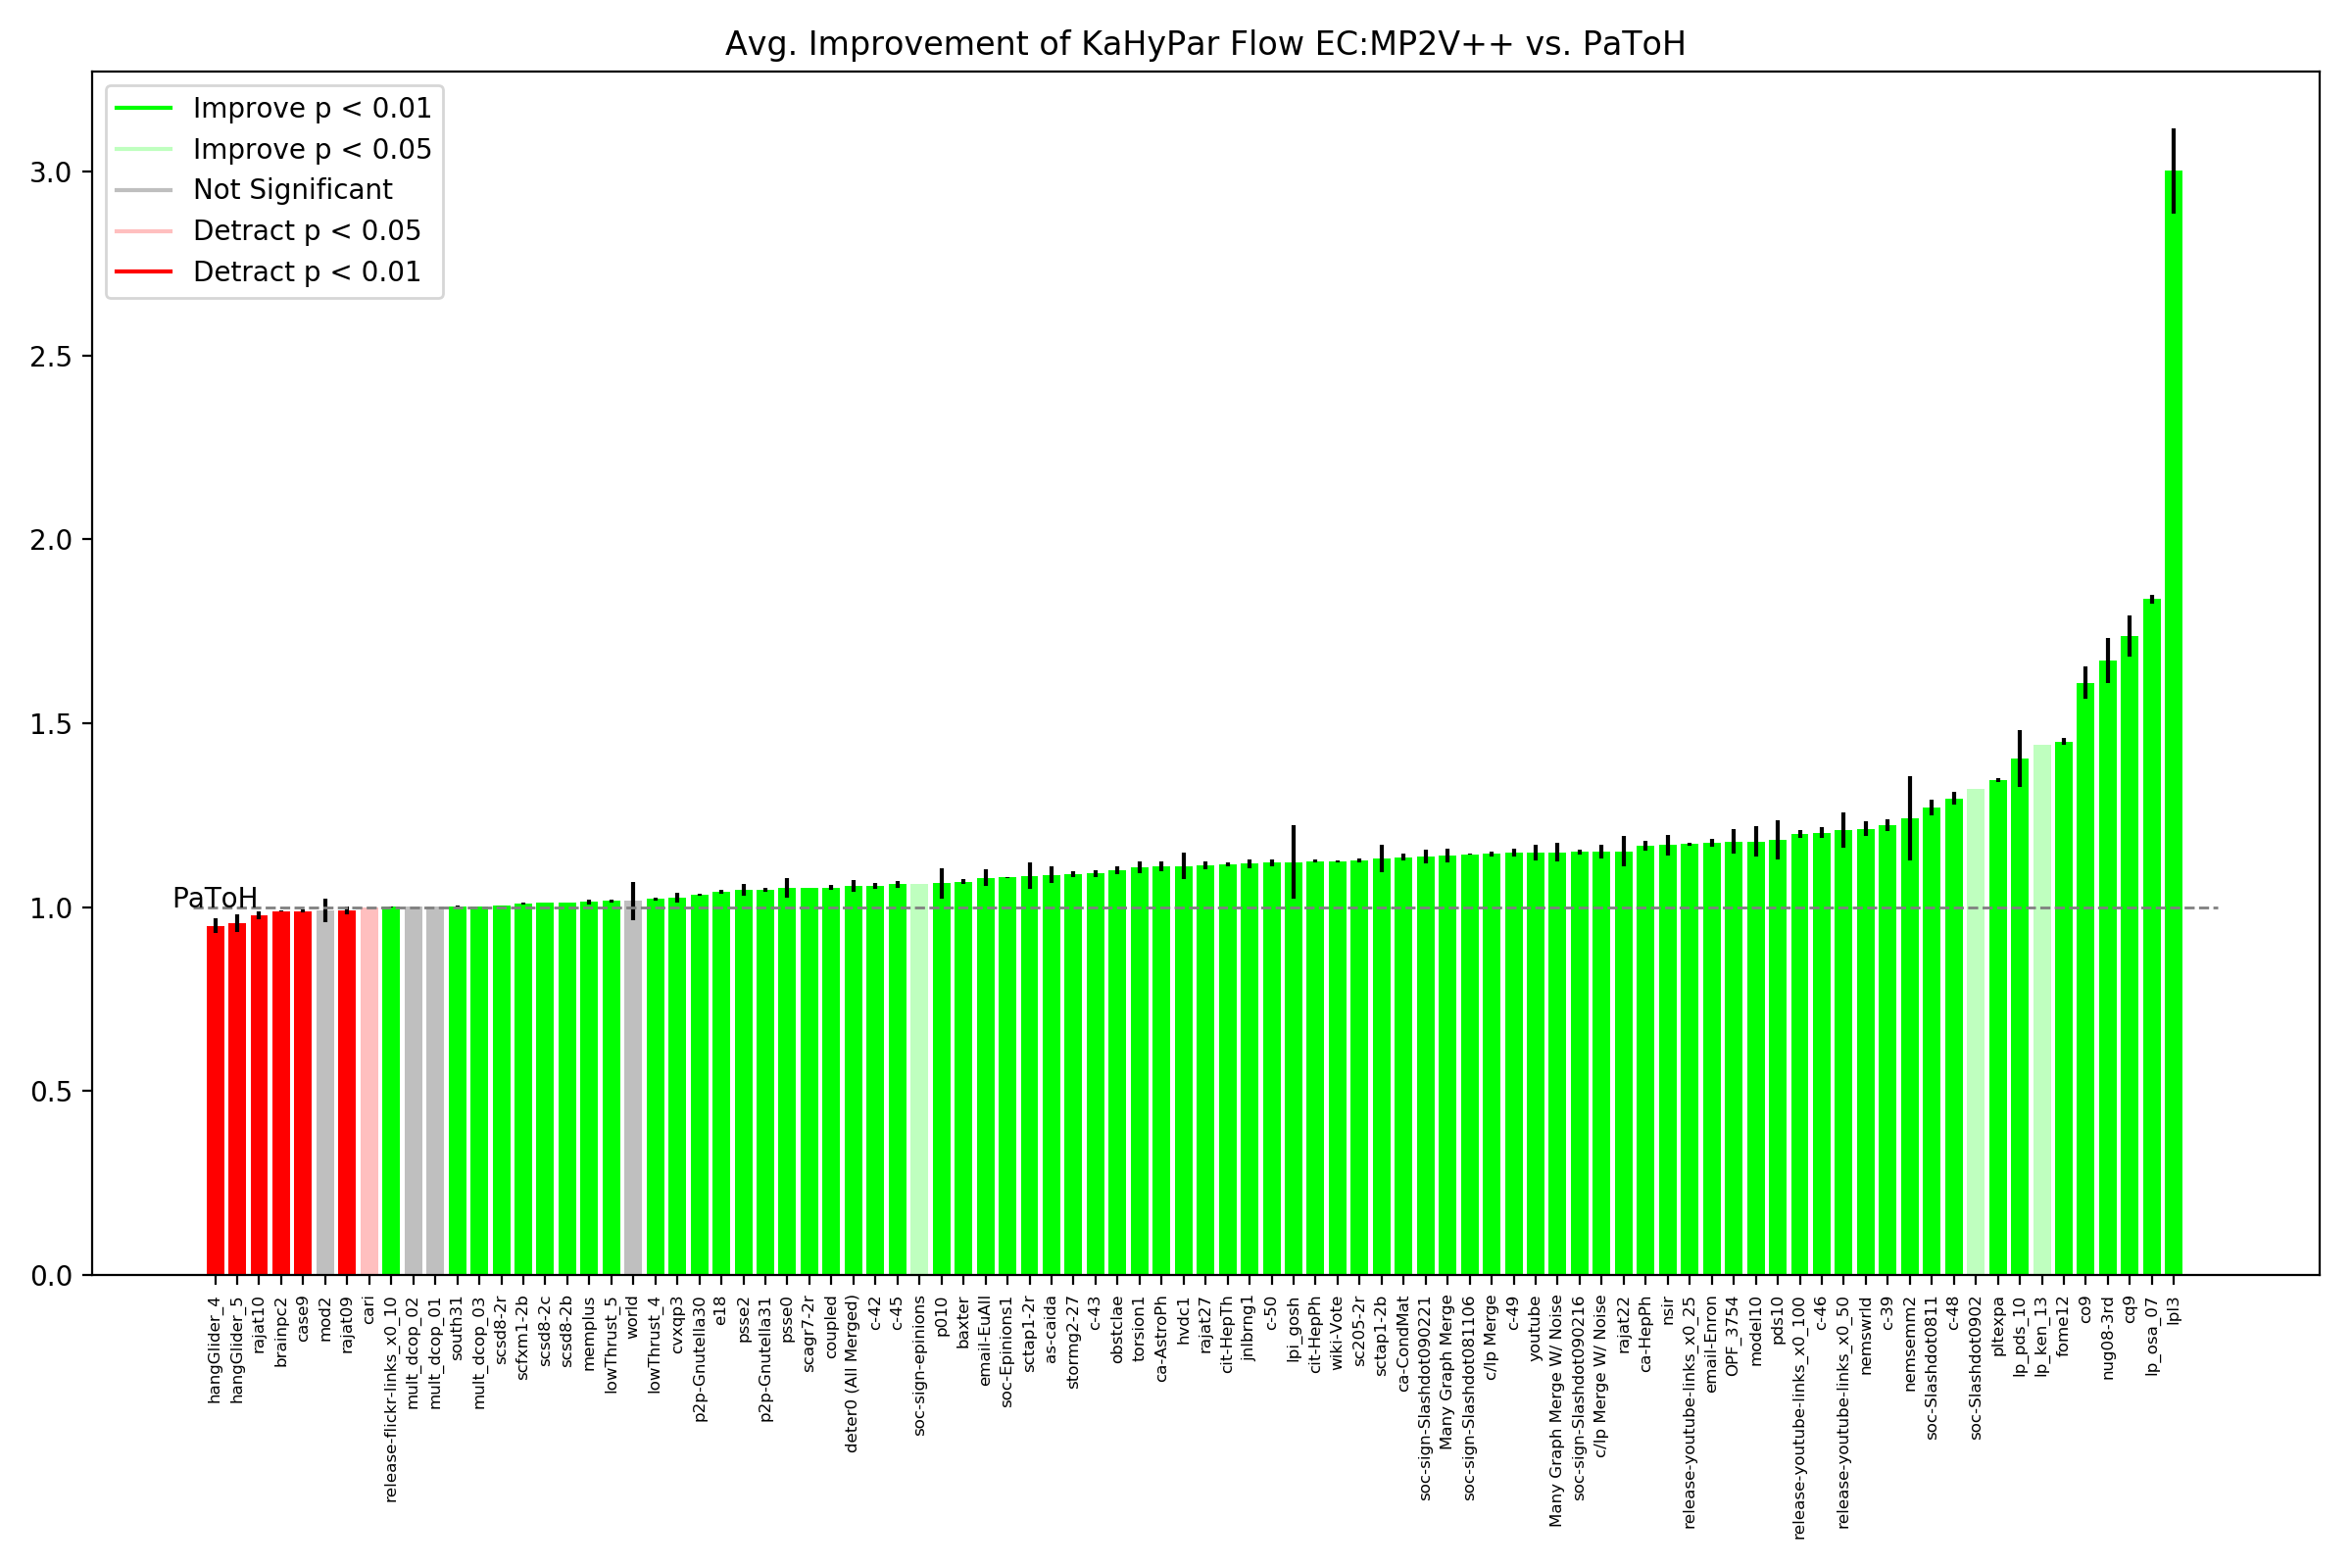 Avg. Improvement of KaHyPar Flow EC:MP2V++ vs. PaToH
Improve p < 0.01
Improve p < 0.05
Not Significant
Detract p < 0.05
Detract p < 0.01
3.0
2.5
2.0
1.5
1.0
0.5
0.0
PaToH
hangGlider_4
hangGlider_5
rajat10
brainpc2
case9
mod2
rajat09
cari
release-flickr-links_x0_10
mult_dcop_02
mult_dcop_01
south31
mult_dcop_03
scsd8-2r
scfxm1-2b
scsd8-2c
scsd8-2b
memplus
lowThrust_5
world
lowThrust_4
cvxqp3
p2p-Gnutella30
e18
psse2
p2p-Gnutella31
psse0
scagr7-2r
coupled
deter0 (All Merged)
c-42
c-45
soc-sign-epinions
p010
baxter
email-EuAll
soc-Epinions1
sctap1-2r
as-caida
stormg2-27
c-43
obstclae
torsion1
ca-AstroPh
hvdc1
rajat27
cit-HepTh
jnlbrng1
c-50
lpi_gosh
cit-HepPh
wiki-Vote
sc205-2r
sctap1-2b
ca-CondMat
soc-sign-Slashdot090221
Many Graph Merge
soc-sign-Slashdot081106
c/lp Merge
c-49
youtube
Many Graph Merge W/ Noise
soc-sign-Slashdot090216
c/lp Merge W/ Noise
rajat22
ca-HepPh
nsir
release-youtube-links_x0_25
email-Enron
OPF_3754
model10
pds10
release-youtube-links_x0_100
c-46
release-youtube-links_x0_50
nemswrld
c-39
nemsemm2
soc-Slashdot0811
c-48
soc-Slashdot0902
pltexpa
lp_pds_10
lp_ken_13
fome12
co9
nug08-3rd
cq9
lp_osa_07
lpl3